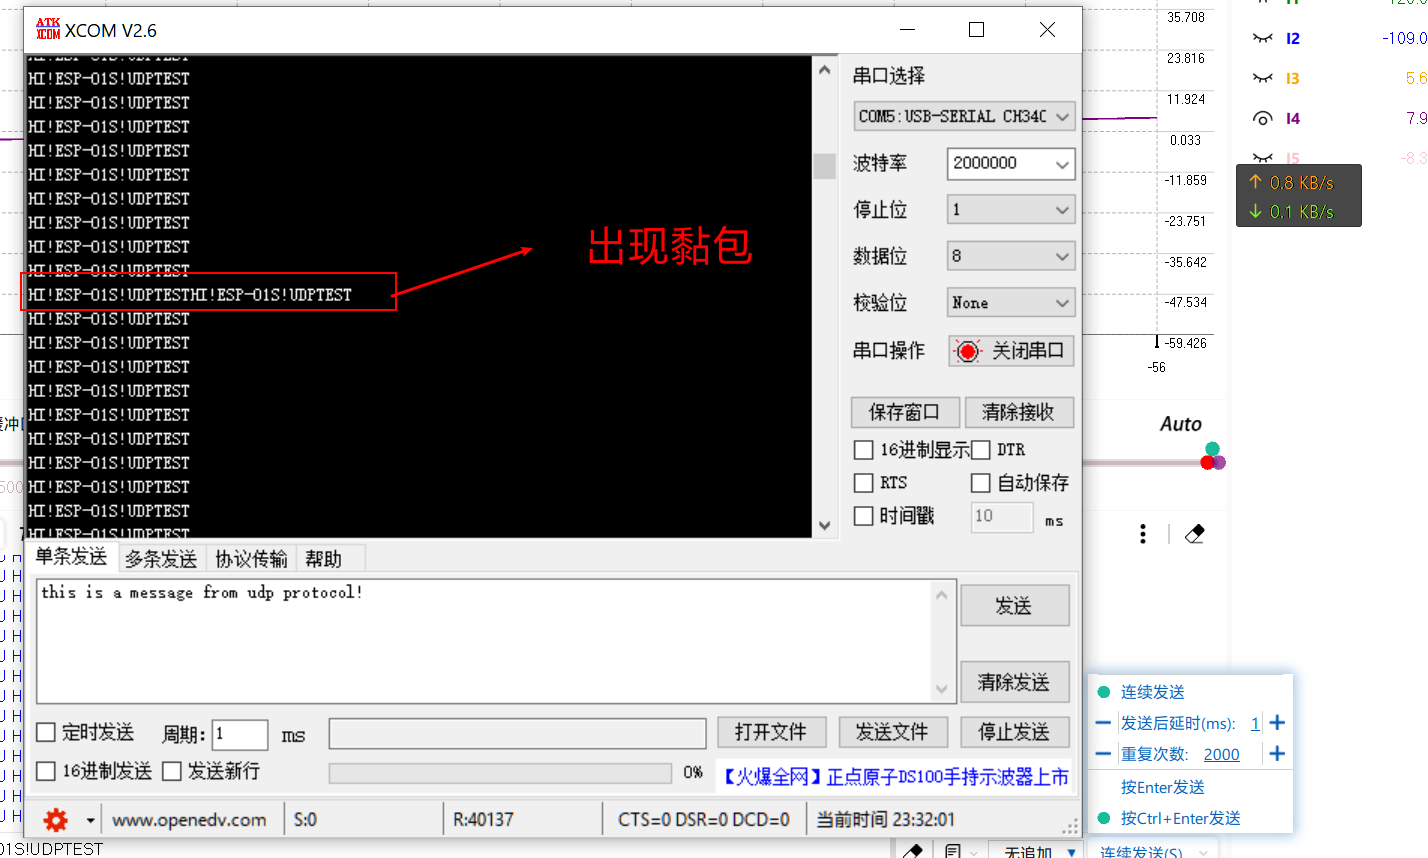 ATK
XCOM
XCOM V2.6
HI!ESP-01S!UDPTEST
HI!ESP-01S!UDPTEST
HI!ESP-01S!UDPTEST
HI!ESP-01S!UDPTEST
HI!ESP-01S!UDPTEST
HI!ESP-01S!UDPTEST
HI!ESP-01S!UDPTEST
HI!ESP-01S!UDPTEST
HI!ESP-01S!UDPTEST
HI!ESP-01S!UDPTEST
HI!ESP-01S!UDPTESTHI!ESP-01S!UDPTEST
HI!ESP-01S!UDPTEST
HI!ESP-01S!UDPTEST
HI!ESP-01S!UDPTEST
HI!ESP-01S!UDPTEST
HI!ESP-01S!UDPTEST
HI!ESP-01S!UDPTEST
HI!ESP-01S!UDPTEST
HI!ESP-01S!UDPTEST
HI!ESP-01S!UDPTEST
HI!ESP-01S!UDPTEST
出现黏包
串口选择
COM5:USB-SERIAL CH340
波特率 2000000
停止位 1
数据位 8
校验位 None
串口操作 关闭串口
保存窗口 清除接收
16进制显示 DTR
RTS 自动保存
时间戳 10 ms
单条发送 多条发送 协议传输 帮助
this is a message from udp protocol!
发送
清除发送
定时发送 周期: 1 ms 打开文件 发送文件 停止发送
16进制发送 发送新行 0% 【火爆全网】正点原子DS100手持示波器上市
www.openedv.com S:0 R:40137 CTS=0 DSR=0 DCD=0 当前时间 23:32:01
35.708
23.816
11.924
0.033
-11.859
-23.751
-35.642
-47.534
-59.426
-56
I2 -109.0
I3 5.6
I4 7.9
I5 -8.3
0.8 KB/s
0.1 KB/s
Auto
连续发送
发送后延时(ms): 1
重复次数: 2000
按Enter发送
按Ctrl+Enter发送
无追加 连续发送(S)
01S!UDPTEST